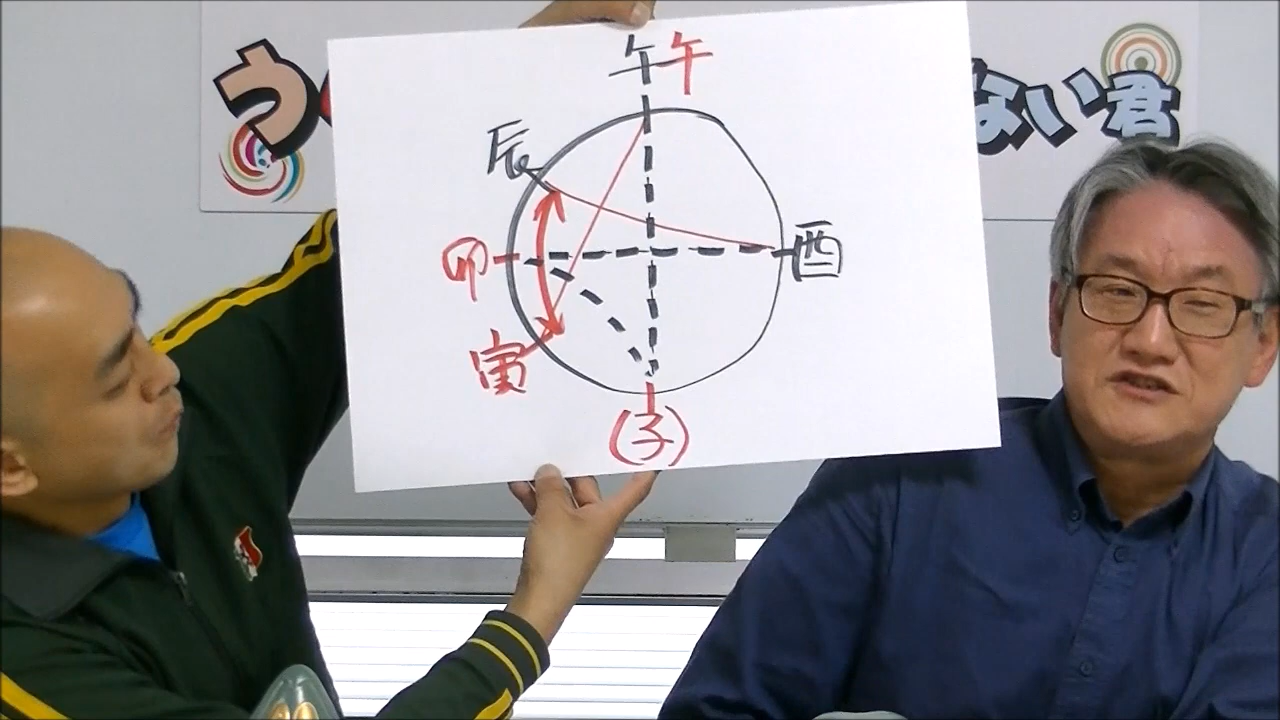 う
ない君
午 午
辰
卯
酉
寅
(子)